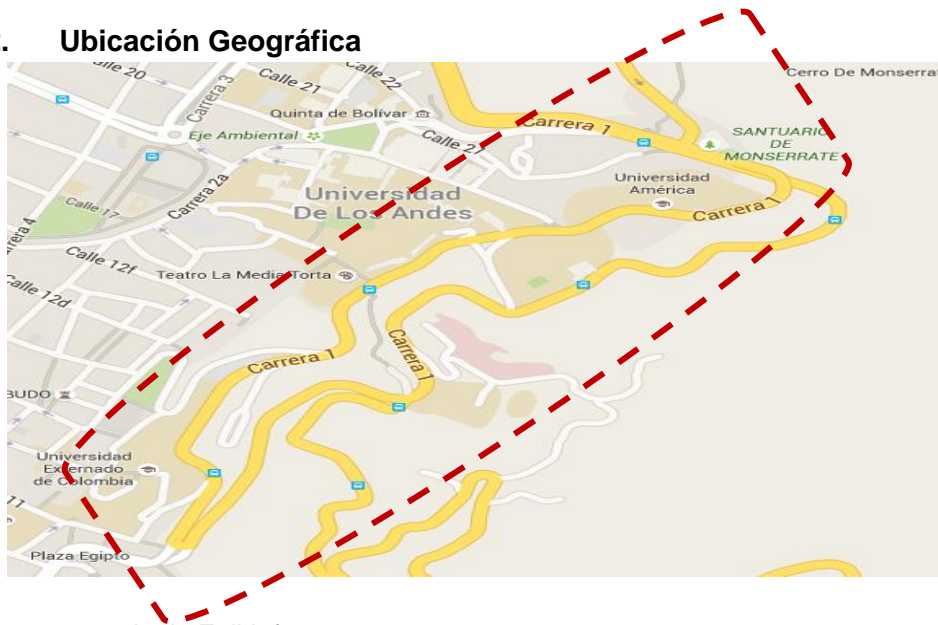 Ubicación Geográfica
Calle 20
Calle 21
Calle 22
Cerro De Monserrat
Carrera 3
Quinta de Bolívar
Carrera 1
Eje Ambiental
Calle 21
SANTUARIO
DE
MONSERRATE
Universidad
América
Carrera 2a
Universidad
De Los Andes
Calle 17
Carrera 1
Carrera 4
Calle 12f
Teatro La Media Torta
Calle 12d
Carrera 1
Carrera 1
BUDO
Universidad
Externado
de Colombia
11
Plaza Egipto